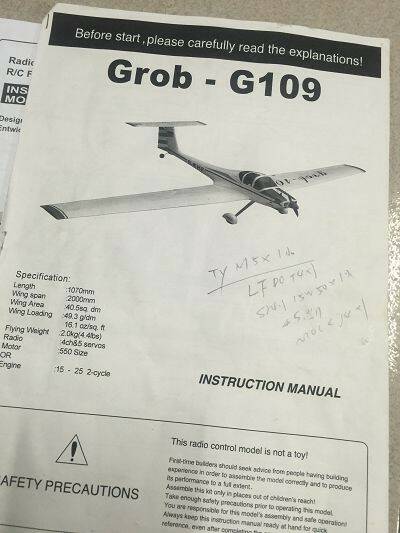 Before start, please carefully read the explanations!
Grob - G109
Radio
R/C F
INS
MO
Design
Entwic
Specification:
Length :1070mm
Wing span :2000mm
Wing Area :40.5sq. dm
Wing Loading :49.3 g/dm
16.1 oz/sq. ft
Flying Weight :2.0kg(4.4lbs)
Radio :4ch&5 servos
Motor :550 Size
OR
Engine :15 - 25 2-cycle
INSTRUCTION MANUAL
AFETY PRECAUTIONS
This radio control model is not a toy!
First-time builders should seek advice from people having building
experience in order to assemble the model correctly and to produce
its performance to a full extent.
Assemble this kit only in places out of children's reach!
Take enough safety precautions prior to operating this model.
You are responsible for this model's assembly and safe operation!
Always keep this instruction manual ready at hand for quick
reference, even after completing the